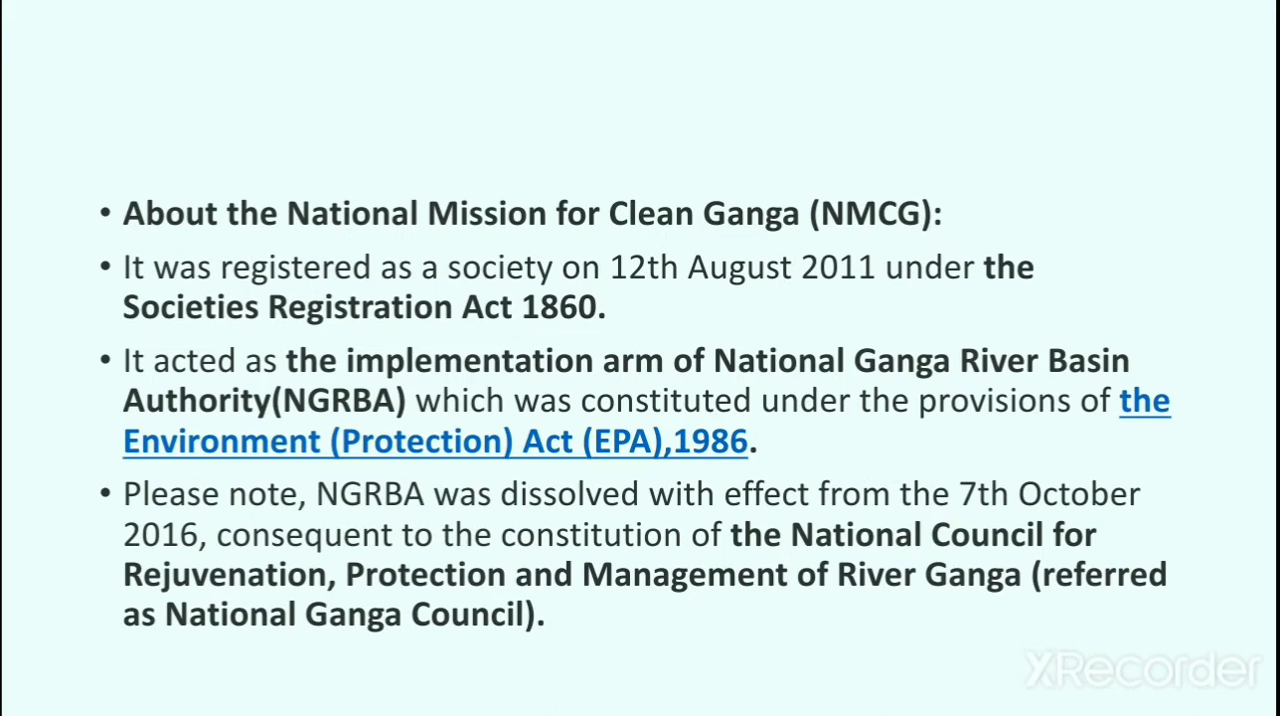 • About the National Mission for Clean Ganga (NMCG):
• It was registered as a society on 12th August 2011 under the
Societies Registration Act 1860.
• It acted as the implementation arm of National Ganga River Basin
Authority(NGRBA) which was constituted under the provisions of the
Environment (Protection) Act (EPA),1986.
• Please note, NGRBA was dissolved with effect from the 7th October
2016, consequent to the constitution of the National Council for
Rejuvenation, Protection and Management of River Ganga (referred
as National Ganga Council).
XRecorder